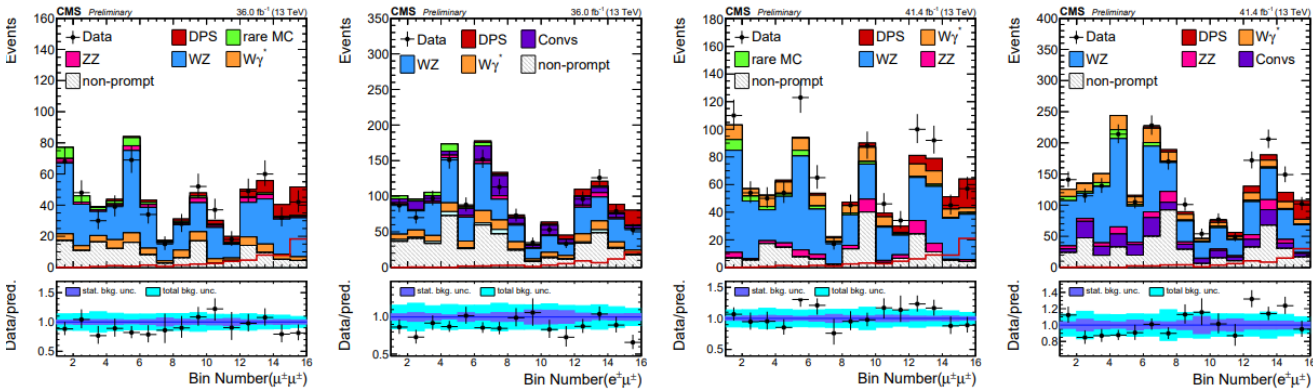 CMS Preliminary 36.0 fb⁻¹ (13 TeV)
Events
160
140
120
100
80
60
40
20
0
Data DPS rare MC
ZZ WZ Wγ*
non-prompt
Data/pred.
1.5
1.0
0.5
stat. bkg. unc. total bkg. unc.
2 4 6 8 10 12 14 16
Bin Number(μ±μ±)
CMS Preliminary 36.0 fb⁻¹ (13 TeV)
Events
350
300
250
200
150
100
50
0
Data DPS Convs
WZ Wγ* non-prompt
Data/pred.
1.0
0.5
stat. bkg. unc. total bkg. unc.
2 4 6 8 10 12 14 16
Bin Number(e±μ±)
CMS Preliminary 41.4 fb⁻¹ (13 TeV)
Events
180
160
140
120
100
80
60
40
20
0
Data DPS Wγ*
rare MC WZ ZZ
non-prompt
Data/pred.
1.5
1.0
0.5
stat. bkg. unc. total bkg. unc.
2 4 6 8 10 12 14 16
Bin Number(μ±μ±)
CMS Preliminary 41.4 fb⁻¹ (13 TeV)
Events
400
350
300
250
200
150
100
50
0
Data DPS Wγ*
rare MC WZ
ZZ Convs
non-prompt
Data/pred.
1.4
1.2
1.0
0.8
stat. bkg. unc. total bkg. unc.
2 4 6 8 10 12 14 16
Bin Number(e±μ±)